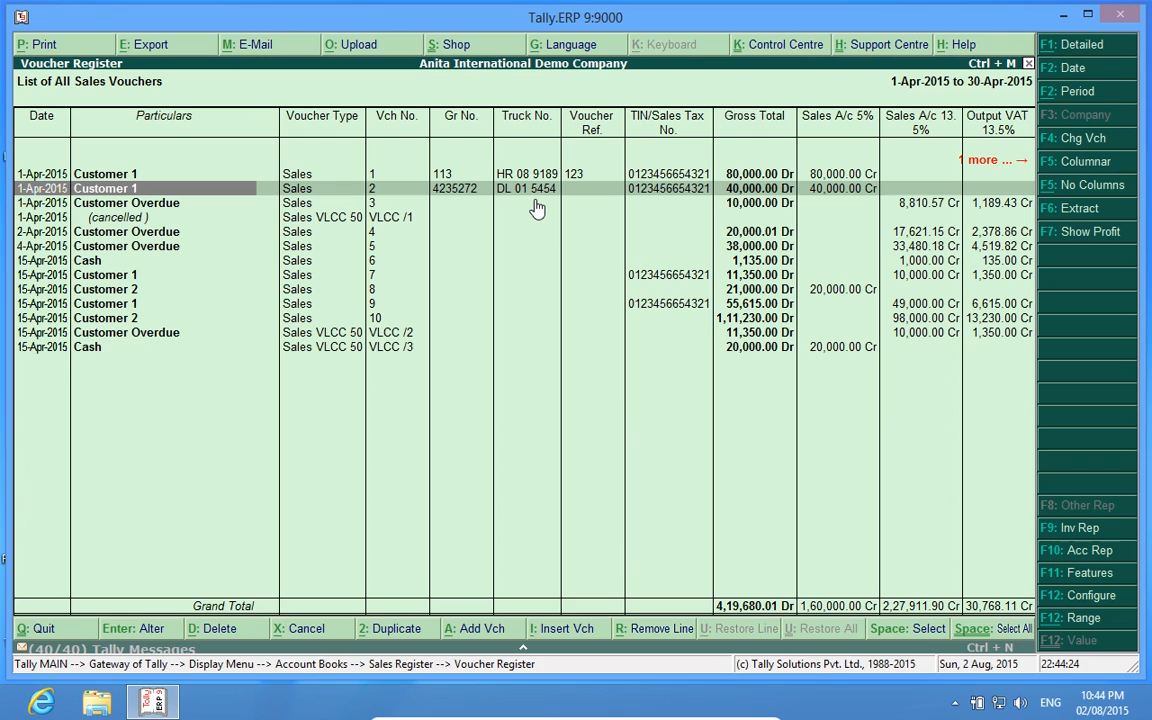 Tally.ERP 9:9000
P: Print E: Export M: E-Mail O: Upload S: Shop G: Language K: Keyboard K: Control Centre H: Support Centre H: Help
Voucher Register Anita International Demo Company Ctrl + M
List of All Sales Vouchers 1-Apr-2015 to 30-Apr-2015
Date Particulars Voucher Type Vch No. Gr No. Truck No. Voucher Ref. TIN/Sales Tax No. Gross Total Sales A/c 5% Sales A/c 13.5% Output VAT 13.5%
1 more ... →
1-Apr-2015 Customer 1 Sales 1 113 HR 08 9189 123 0123456654321 80,000.00 Dr 80,000.00 Cr
1-Apr-2015 Customer 1 Sales 2 4235272 DL 01 5454 0123456654321 40,000.00 Dr 40,000.00 Cr
1-Apr-2015 Customer Overdue Sales 3 10,000.00 Dr 8,810.57 Cr 1,189.43 Cr
1-Apr-2015 (cancelled ) Sales VLCC 50 VLCC /1
2-Apr-2015 Customer Overdue Sales 4 20,000.01 Dr 17,621.15 Cr 2,378.86 Cr
4-Apr-2015 Customer Overdue Sales 5 38,000.00 Dr 33,480.18 Cr 4,519.82 Cr
15-Apr-2015 Cash Sales 6 1,135.00 Dr 1,000.00 Cr 135.00 Cr
15-Apr-2015 Customer 1 Sales 7 0123456654321 11,350.00 Dr 10,000.00 Cr 1,350.00 Cr
15-Apr-2015 Customer 2 Sales 8 21,000.00 Dr 20,000.00 Cr
15-Apr-2015 Customer 1 Sales 9 0123456654321 55,615.00 Dr 49,000.00 Cr 6,615.00 Cr
15-Apr-2015 Customer 2 Sales 10 1,11,230.00 Dr 98,000.00 Cr 13,230.00 Cr
15-Apr-2015 Customer Overdue Sales VLCC 50 VLCC /2 11,350.00 Dr 10,000.00 Cr 1,350.00 Cr
15-Apr-2015 Cash Sales VLCC 50 VLCC /3 20,000.00 Dr 20,000.00 Cr
Grand Total 4,19,680.01 Dr 1,60,000.00 Cr 2,27,911.90 Cr 30,768.11 Cr
F1: Detailed
F2: Date
F2: Period
F3: Company
F4: Chg Vch
F5: Columnar
F5: No Columns
F6: Extract
F7: Show Profit
F8: Other Rep
F9: Inv Rep
F10: Acc Rep
F11: Features
F12: Configure
F12: Range
F12: Value
Q: Quit Enter: Alter D: Delete X: Cancel 2: Duplicate A: Add Vch I: Insert Vch R: Remove Line U: Restore Line U: Restore All Space: Select Space: Select All
(40/40) Tally Messages Ctrl + N
Tally MAIN --> Gateway of Tally --> Display Menu --> Account Books --> Sales Register --> Voucher Register (c) Tally Solutions Pvt. Ltd., 1988-2015 Sun, 2 Aug, 2015 22:44:24
ENG 10:44 PM
02/08/2015